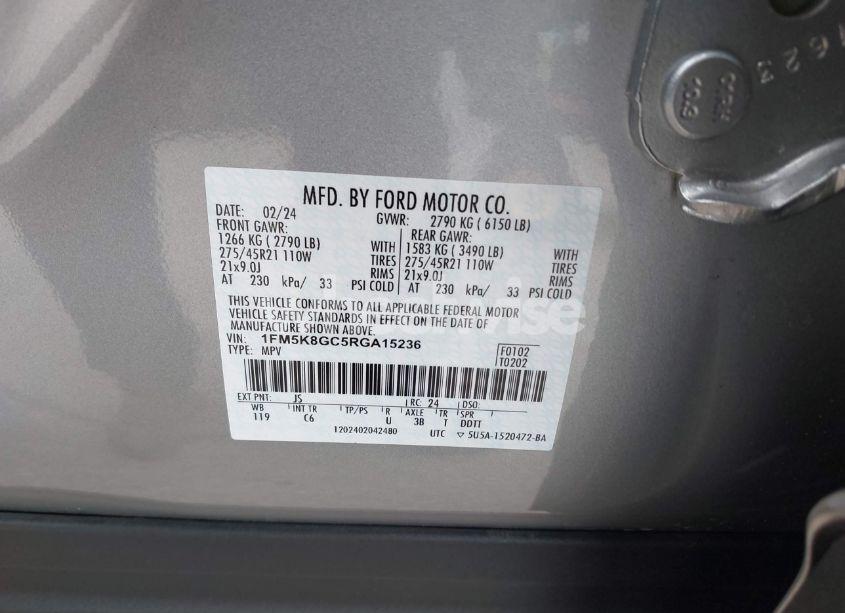 MFD. BY FORD MOTOR CO.
DATE: 02/24 GVWR: 2790 KG ( 6150 LB)
FRONT GAWR: REAR GAWR:
1266 KG ( 2790 LB) WITH 1583 KG ( 3490 LB) WITH
275/45R21 110W TIRES 275/45R21 110W TIRES
21x9.0J RIMS 21x9.0J RIMS
AT 230 kPa/ 33 PSI COLD AT 230 kPa/ 33 PSI COLD
THIS VEHICLE CONFORMS TO ALL APPLICABLE FEDERAL MOTOR
VEHICLE SAFETY STANDARDS IN EFFECT ON THE DATE OF
MANUFACTURE SHOWN ABOVE.
VIN: 1FM5K8GC5RGA15236 F0102
TYPE: MPV T0202
EXT PNT: JS RC: 24 DSO:
WB INT TR TP/PS R AXLE TR SPR
119 C6 U 3B T DDTT
1202402042480 UTC ▽ 5U5A-1520472-BA